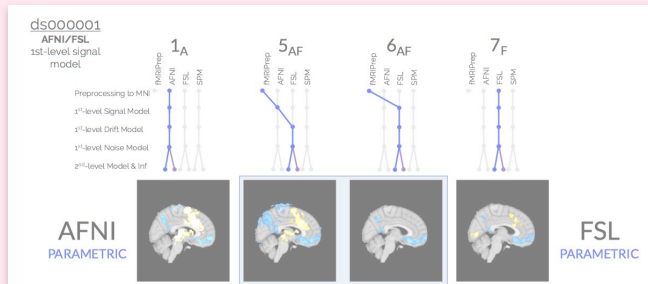 ds000001
AFNI/FSL
1st-level signal
model
1A
5AF
6AF
7F
fMRIPrep
AFNI
FSL
SPM
fMRIPrep
AFNI
FSL
SPM
fMRIPrep
AFNI
FSL
SPM
fMRIPrep
AFNI
FSL
SPM
Preprocessing to MNI
1st-level Signal Model
1st-level Drift Model
1st-level Noise Model
2nd-level Model & Inf
AFNI
PARAMETRIC
FSL
PARAMETRIC